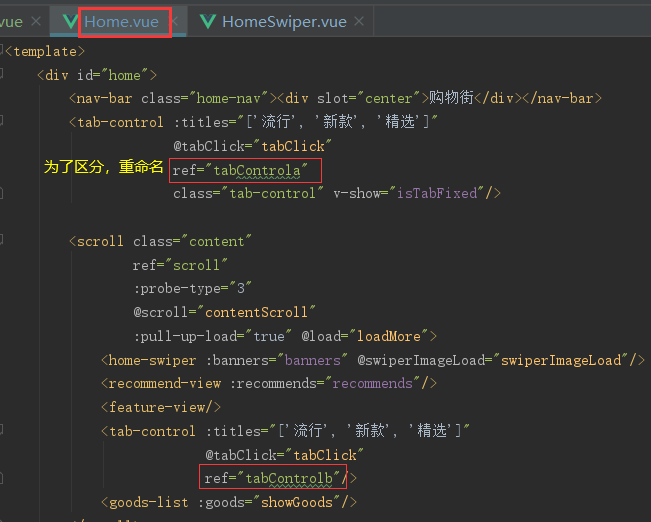 vue × Home.vue × HomeSwiper.vue ×
<template>
<div id="home">
<nav-bar class="home-nav"><div slot="center">购物街</div></nav-bar>
<tab-control :titles="['流行', '新款', '精选']"
@tabClick="tabClick"
为了区分，重命名 ref="tabControla"
class="tab-control" v-show="isTabFixed"/>
<scroll class="content"
ref="scroll"
:probe-type="3"
@scroll="contentScroll"
:pull-up-load="true" @load="loadMore">
<home-swiper :banners="banners" @swiperImageLoad="swiperImageLoad"/>
<recommend-view :recommends="recommends"/>
<feature-view/>
<tab-control :titles="['流行', '新款', '精选']"
@tabClick="tabClick"
ref="tabControlb"/>
<goods-list :goods="showGoods"/>